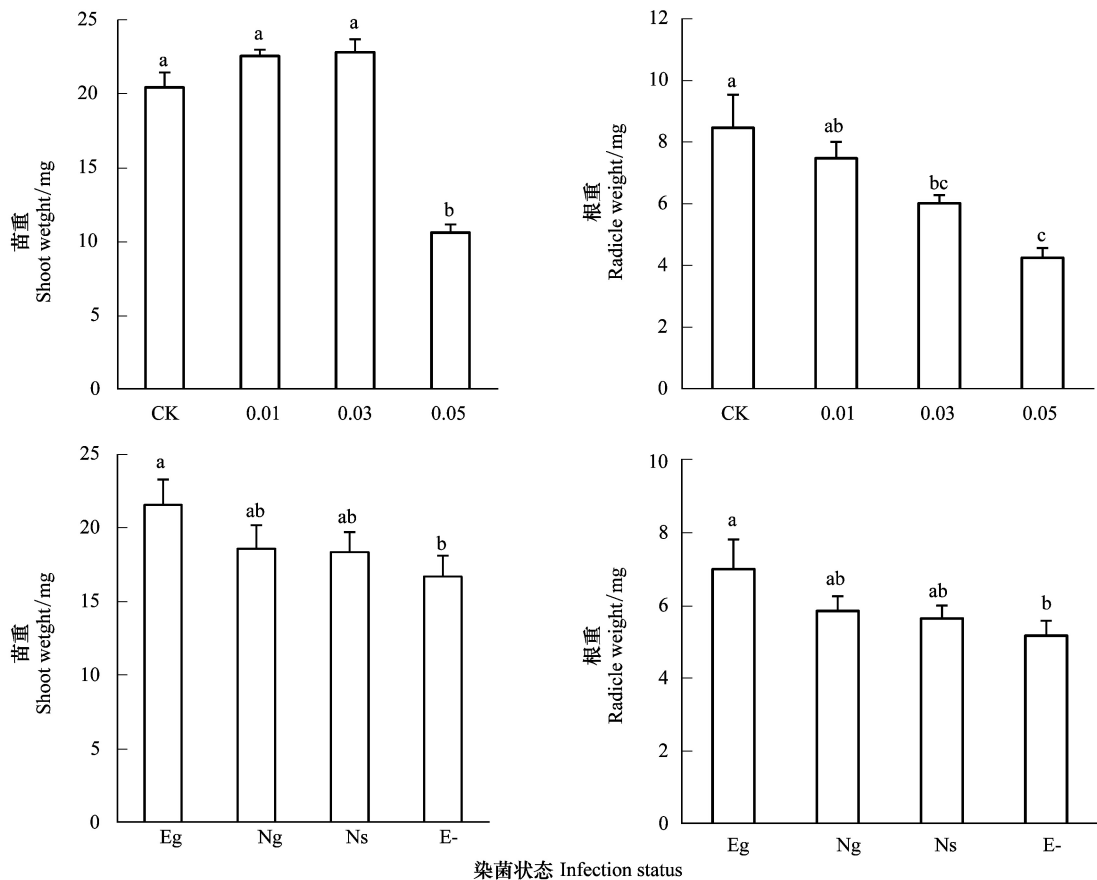 25
20
15
10
5
0
苗重
Shoot wetght/mg
a
a
a
b
CK 0.01 0.03 0.05
12
10
8
6
4
2
0
根重
Radicle weight/mg
a
ab
bc
c
CK 0.01 0.03 0.05
25
20
15
10
5
0
苗重
Shoot wetght/mg
a
ab
ab
b
Eg Ng Ns E-
10
8
6
4
2
0
根重
Radicle weight/mg
a
ab
ab
b
Eg Ng Ns E-
染菌状态 Infection status